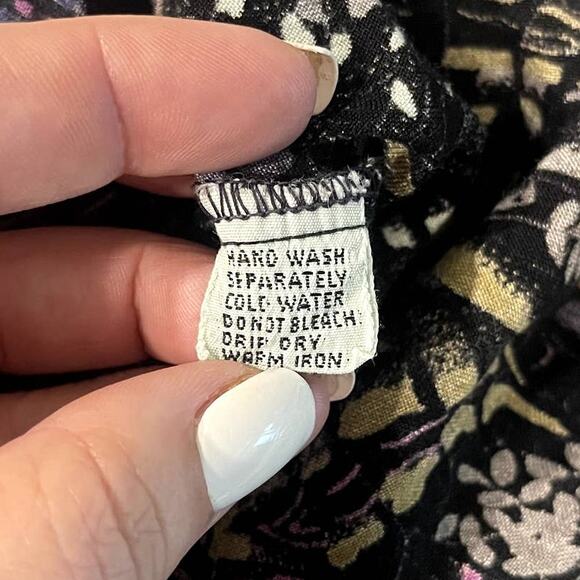 HAND WASH
SEPARATELY
COLD WATER
DO NOT BLEACH
DRIP DRY
WARM IRON